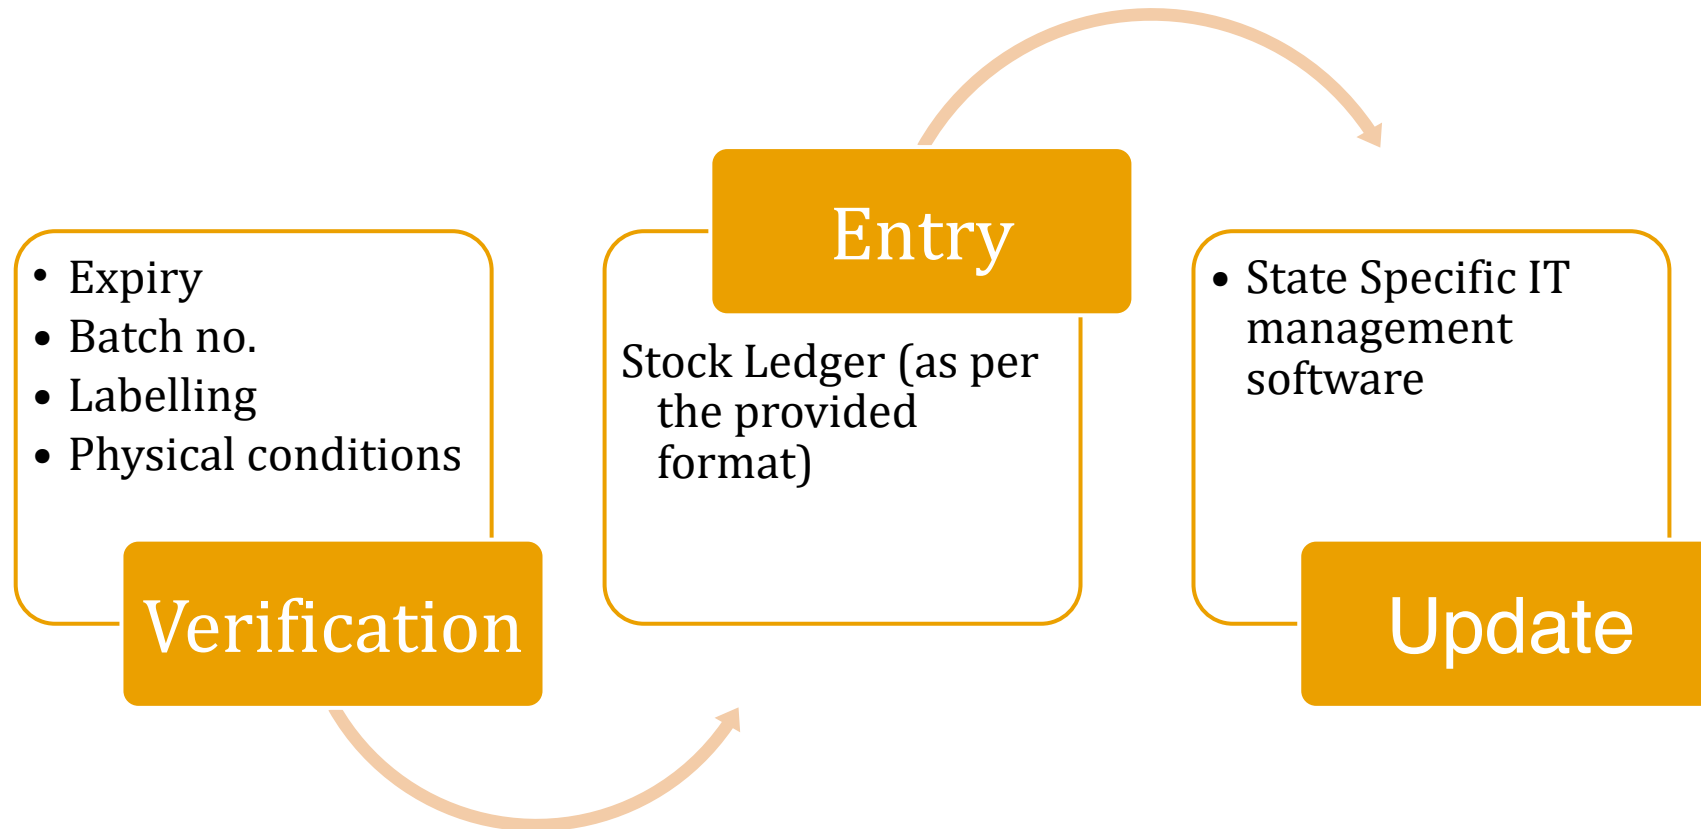 • Expiry
• Batch no.
• Labelling
• Physical conditions
Verification
Entry
Stock Ledger (as per
the provided
format)
• State Specific IT
management
software
Update